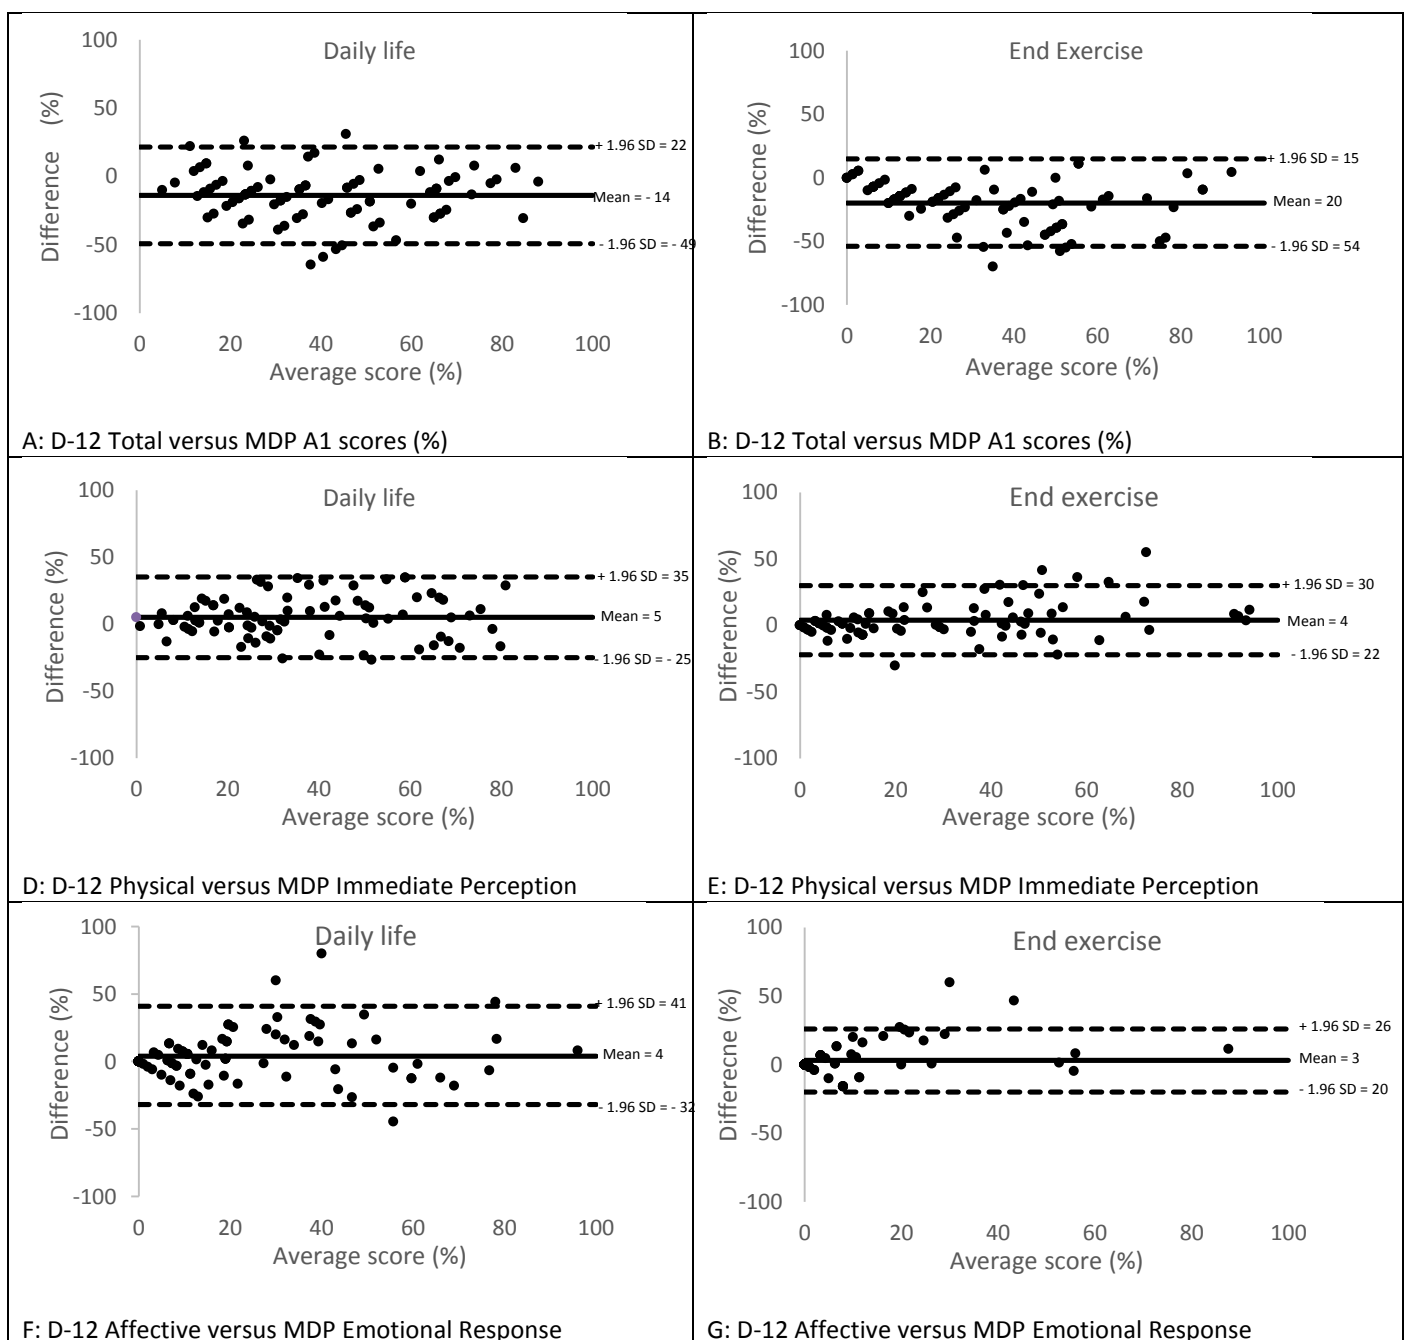 Daily life
100
50
0
-50
-100
Difference (%)
+ 1.96 SD = 22
Mean = - 14
- 1.96 SD = - 49
0 20 40 60 80 100
Average score (%)
A: D-12 Total versus MDP A1 scores (%)
End Exercise
100
50
0
-50
-100
Differecne (%)
+ 1.96 SD = 15
Mean = 20
- 1.96 SD = 54
0 20 40 60 80 100
Average score (%)
B: D-12 Total versus MDP A1 scores (%)
Daily life
100
50
0
-50
-100
Difference (%)
+ 1.96 SD = 35
Mean = 5
- 1.96 SD = - 25
0 20 40 60 80 100
Average score (%)
D: D-12 Physical versus MDP Immediate Perception
End exercise
100
50
0
-50
-100
Difference (%)
+ 1.96 SD = 30
Mean = 4
- 1.96 SD = 22
0 20 40 60 80 100
Average score (%)
E: D-12 Physical versus MDP Immediate Perception
Daily life
100
50
0
-50
-100
Difference (%)
+ 1.96 SD = 41
Mean = 4
- 1.96 SD = - 32
0 20 40 60 80 100
Average score (%)
F: D-12 Affective versus MDP Emotional Response
End exercise
100
50
0
-50
-100
Differecne (%)
+ 1.96 SD = 26
Mean = 3
- 1.96 SD = 20
0 20 40 60 80 100
Average score (%)
G: D-12 Affective versus MDP Emotional Response